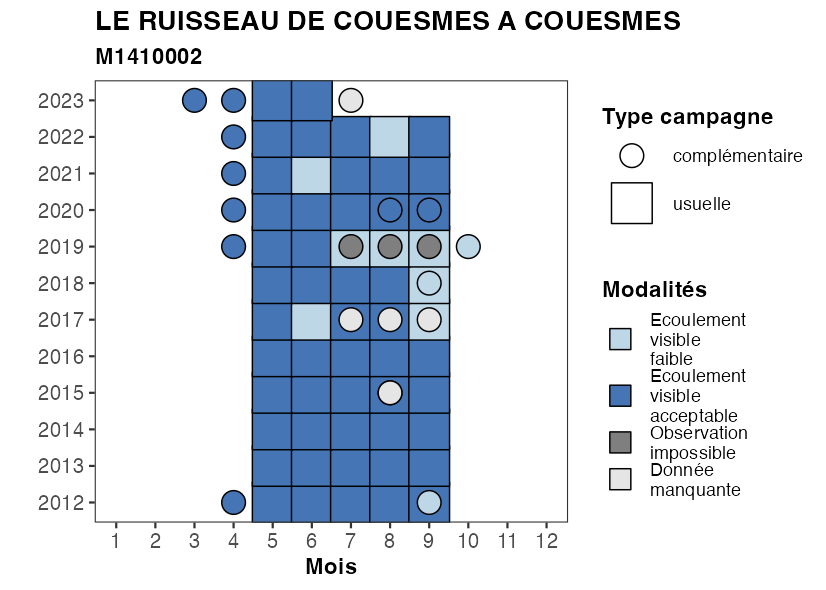 LE RUISSEAU DE COUESMES A COUESMES
M1410002
2023
2022
2021
2020
2019
2018
2017
2016
2015
2014
2013
2012
1 2 3 4 5 6 7 8 9 10 11 12
Mois
Type campagne
complémentaire
usuelle
Modalités
Ecoulement
visible
faible
Ecoulement
visible
acceptable
Observation
impossible
Donnée
manquante